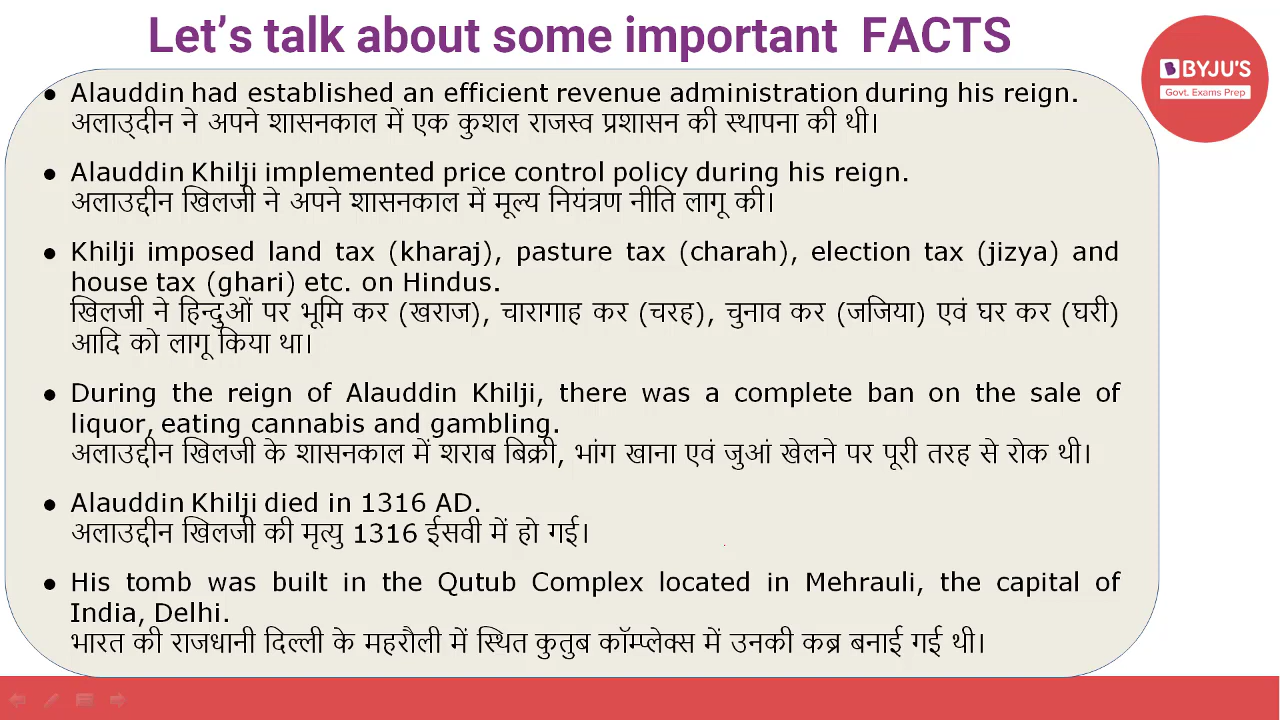 Let's talk about some important FACTS
BYJU'S
Govt. Exams Prep
● Alauddin had established an efficient revenue administration during his reign.
अलाउ्दीन ने अपने शासनकाल में एक कुशल राजस्व प्रशासन की स्थापना की थी।
● Alauddin Khilji implemented price control policy during his reign.
अलाउद्दीन खिलजी ने अपने शासनकाल में मूल्य नियंत्रण नीति लागू की।
● Khilji imposed land tax (kharaj), pasture tax (charah), election tax (jizya) and
house tax (ghari) etc. on Hindus.
खिलजी ने हिन्दुओं पर भूमि कर (खराज), चारागाह कर (चरह), चुनाव कर (जजिया) एवं घर कर (घरी)
आदि को लागू किया था।
● During the reign of Alauddin Khilji, there was a complete ban on the sale of
liquor, eating cannabis and gambling.
अलाउद्दीन खिलजी के शासनकाल में शराब बिक्री, भांग खाना एवं जुआं खेलने पर पूरी तरह से रोक थी।
● Alauddin Khilji died in 1316 AD.
अलाउद्दीन खिलजी की मृत्यु 1316 ईसवी में हो गई।
● His tomb was built in the Qutub Complex located in Mehrauli, the capital of
India, Delhi.
भारत की राजधानी दिल्ली के महरौली में स्थित कुतुब कॉम्प्लेक्स में उनकी कब्र बनाई गई थी।